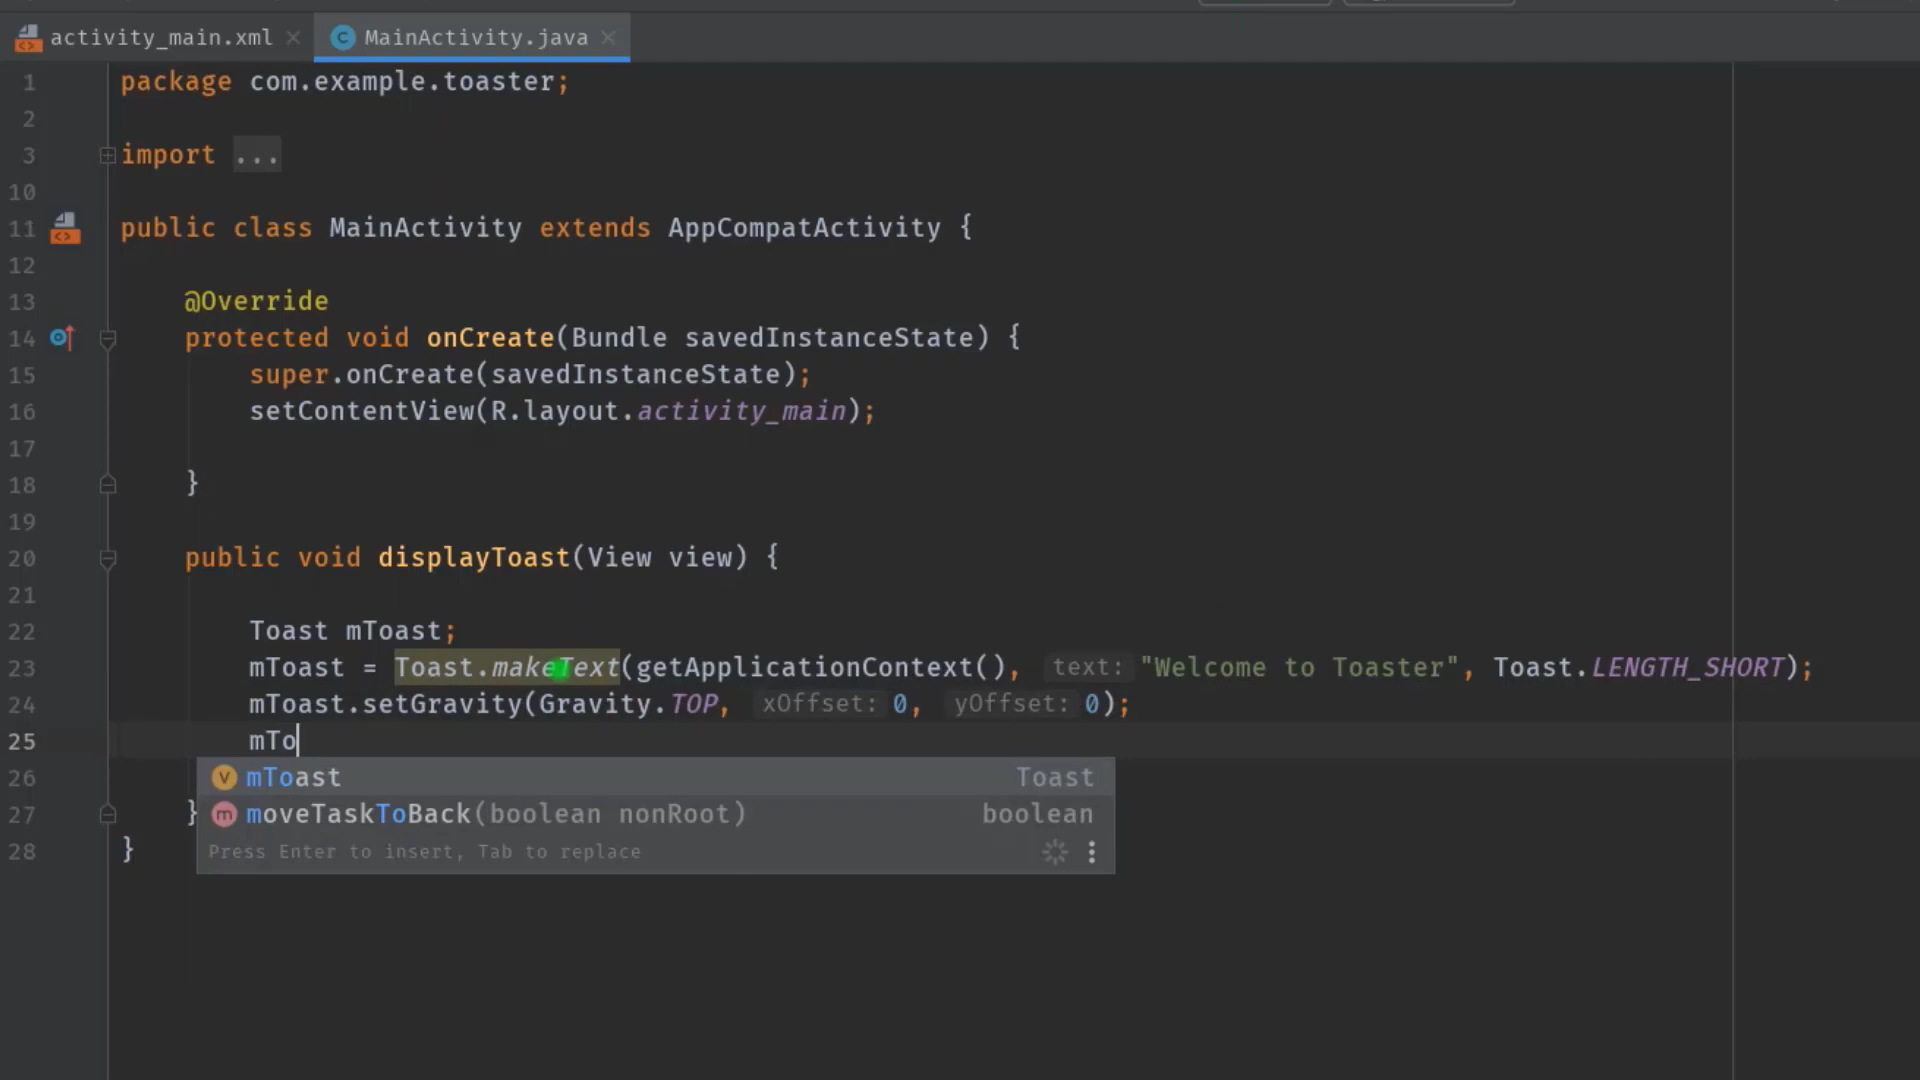 activity_main.xml MainActivity.java
1 package com.example.toaster;
2
3 import ...
10
11 public class MainActivity extends AppCompatActivity {
12
13 @Override
14 protected void onCreate(Bundle savedInstanceState) {
15 super.onCreate(savedInstanceState);
16 setContentView(R.layout.activity_main);
17
18 }
19
20 public void displayToast(View view) {
21
22 Toast mToast;
23 mToast = Toast.makeText(getApplicationContext(), text: "Welcome to Toaster", Toast.LENGTH_SHORT);
24 mToast.setGravity(Gravity.TOP, xOffset: 0, yOffset: 0);
25 mTo
26 V mToast Toast
27 } m moveTaskToBack(boolean nonRoot) boolean
28 } Press Enter to insert, Tab to replace